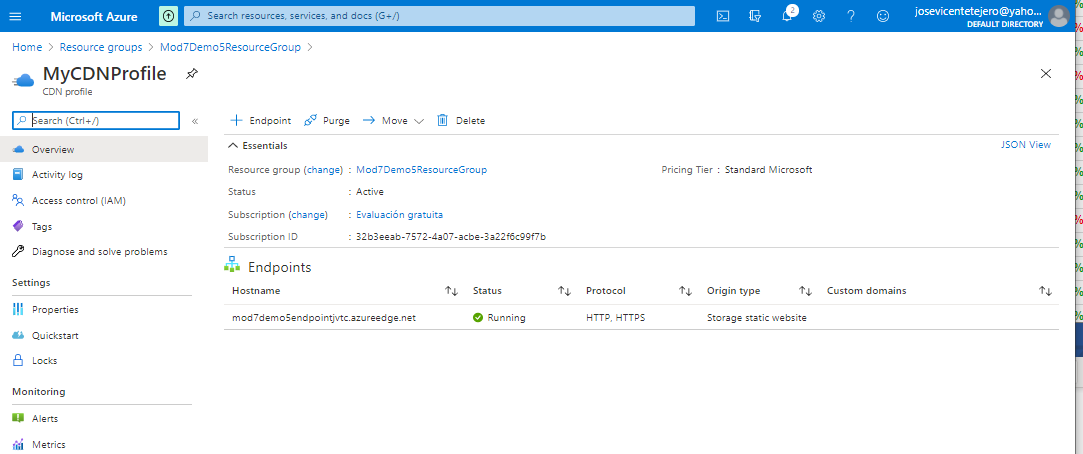 Microsoft Azure
Search resources, services, and docs (G+/)
2
josevicentetejero@yaho...
DEFAULT DIRECTORY
Home > Resource groups > Mod7Demo5ResourceGroup >
MyCDNProfile
CDN profile
Search (Ctrl+/)
«
Overview
Activity log
Access control (IAM)
Tags
Diagnose and solve problems
Settings
Properties
Quickstart
Locks
Monitoring
Alerts
Metrics
Endpoint Purge Move Delete
Essentials
JSON View
Resource group (change) : Mod7Demo5ResourceGroup
Pricing Tier : Standard Microsoft
Status : Active
Subscription (change) : Evaluación gratuita
Subscription ID : 32b3eeab-7572-4a07-acbe-3a22f6c99f7b
Endpoints
Hostname Status Protocol Origin type Custom domains
mod7demo5endpointjvtc.azureedge.net Running HTTP, HTTPS Storage static website